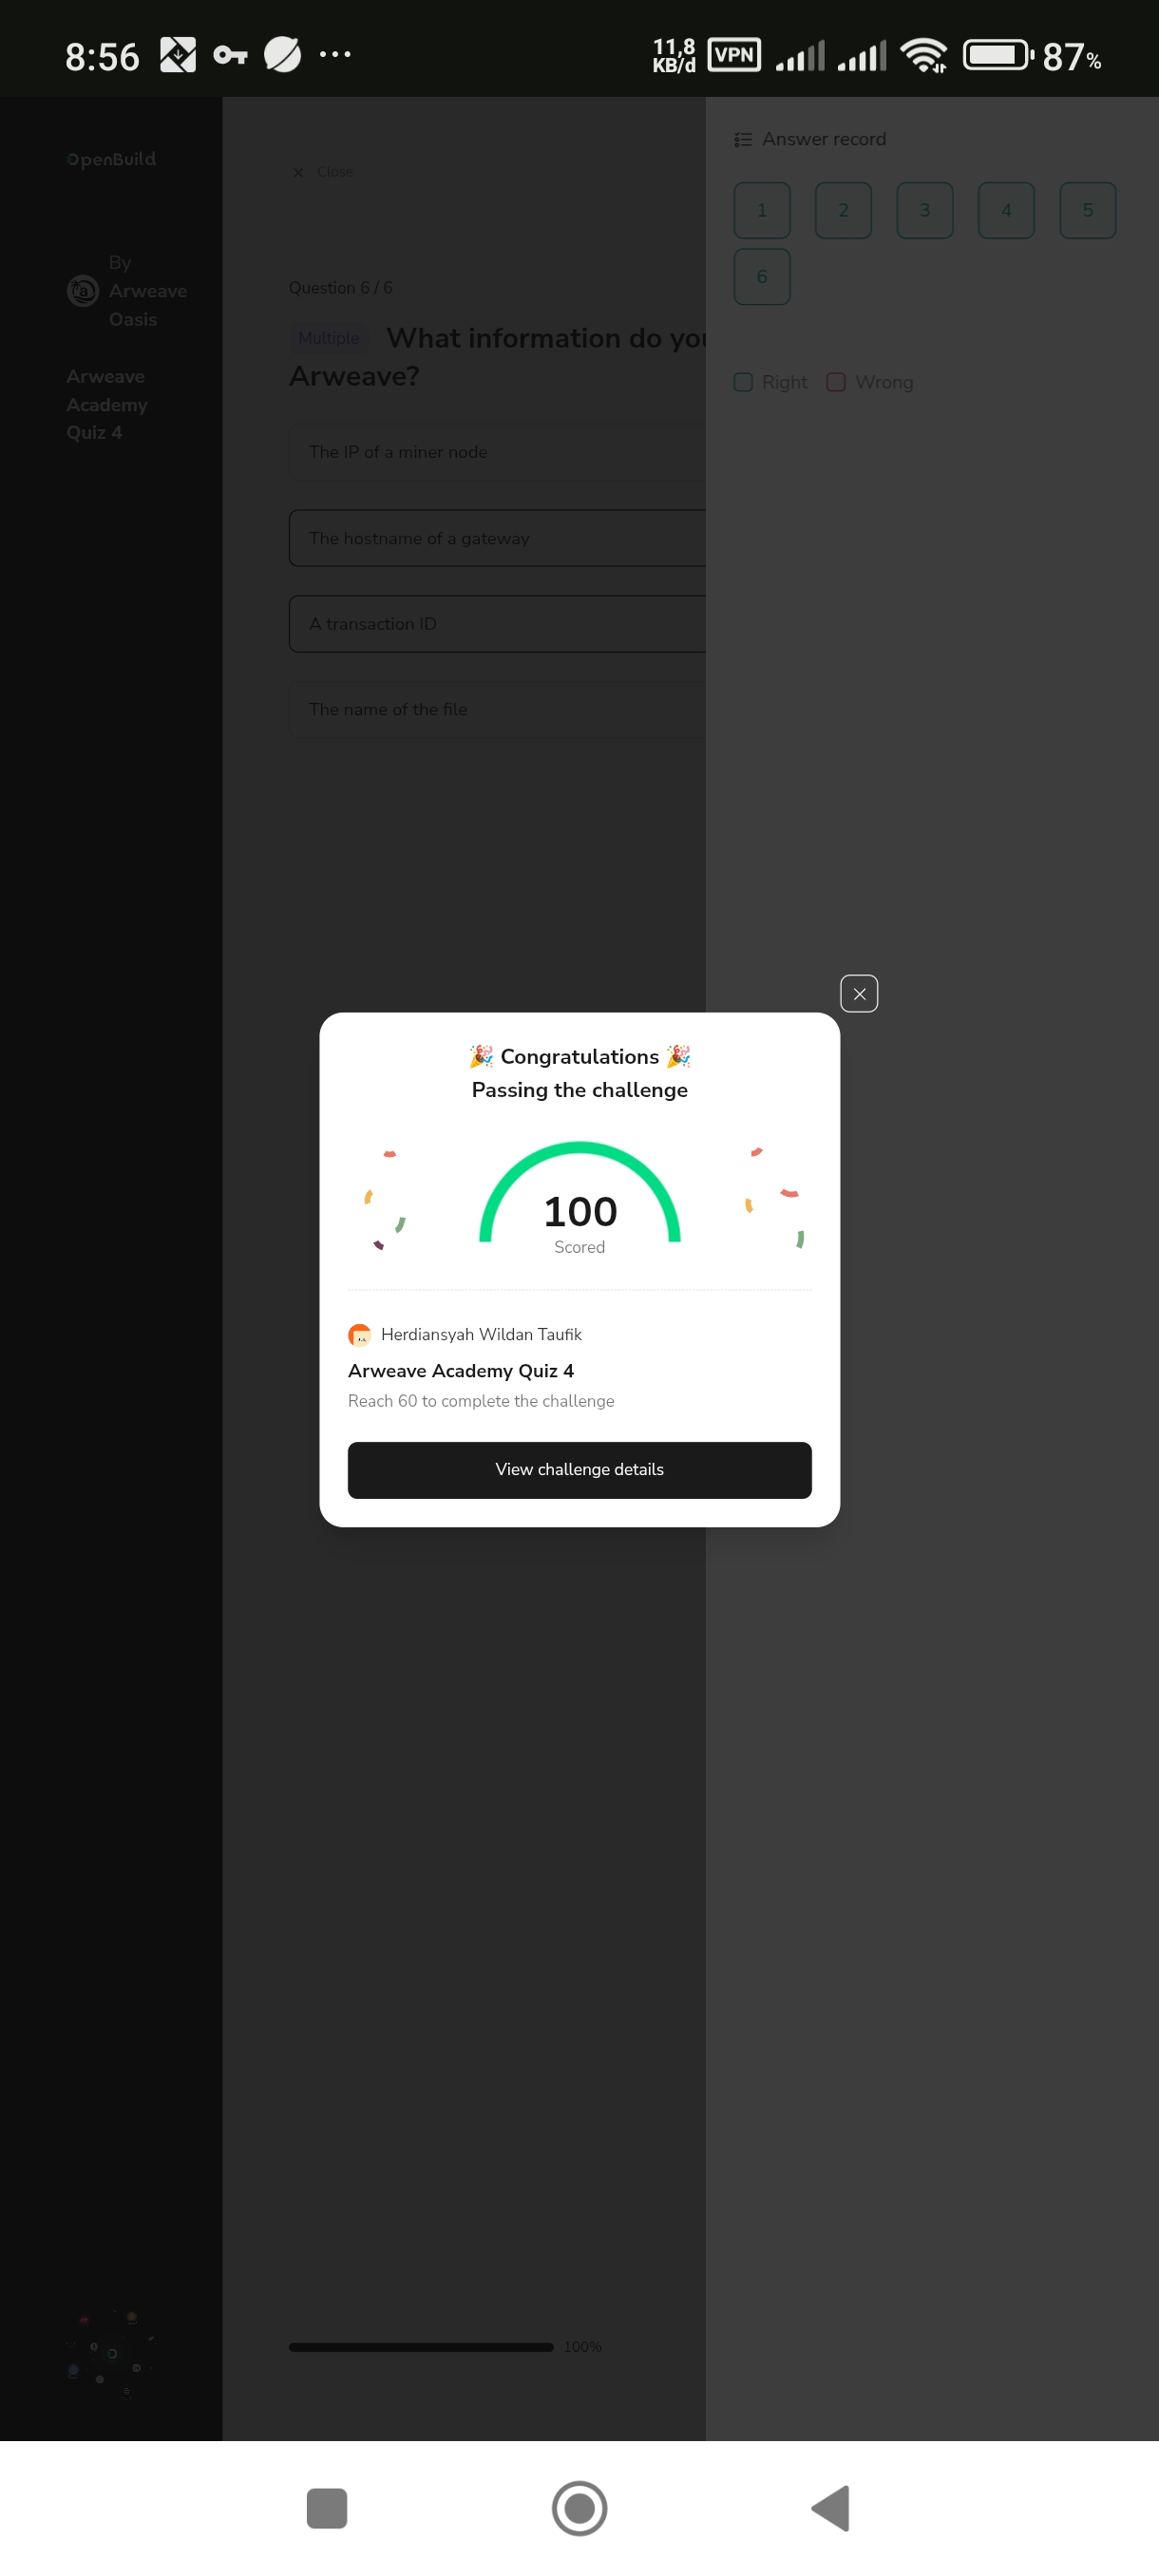 8:56
11,8
KB/d
VPN
87%
OpenBuild
By
Arweave
Oasis
Arweave
Academy
Quiz 4
Close
Question 6 / 6
Multiple What information do you
Arweave?
The IP of a miner node
The hostname of a gateway
A transaction ID
The name of the file
100%
Answer record
1 2 3 4 5
6
Right Wrong
🎉 Congratulations 🎉
Passing the challenge
100
Scored
Herdiansyah Wildan Taufik
Arweave Academy Quiz 4
Reach 60 to complete the challenge
View challenge details